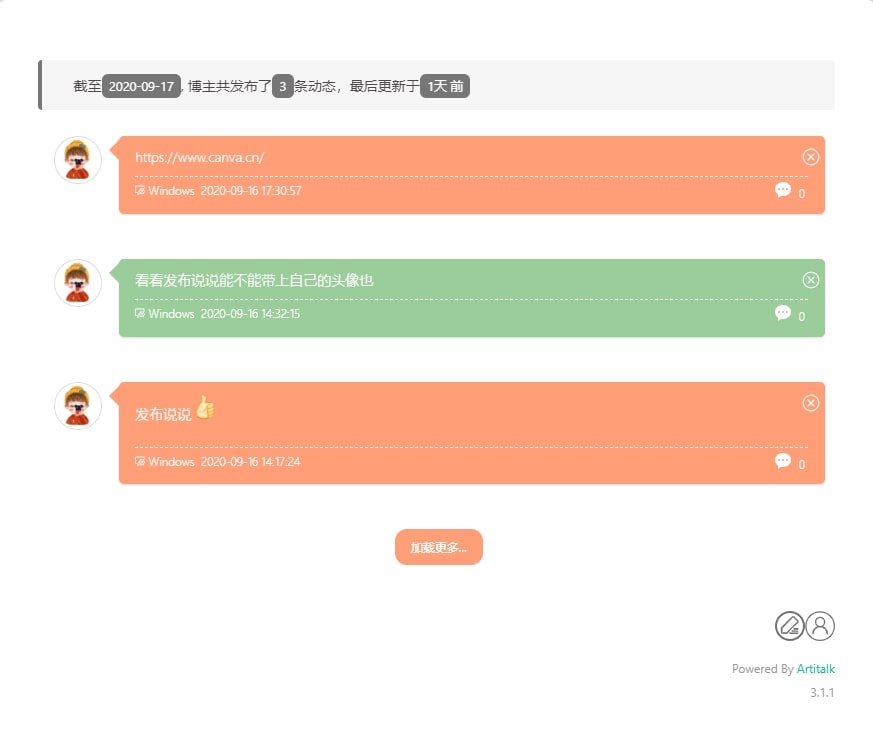 截至 2020-09-17, 博主共发布了 3 条动态，最后更新于 1天 前
https://www.canva.cn/
Windows 2020-09-16 17:30:57 0
看看发布说说能不能带上自己的头像也
Windows 2020-09-16 14:32:15 0
发布说说
Windows 2020-09-16 14:17:24 0
加载更多...
Powered By Artitalk
3.1.1